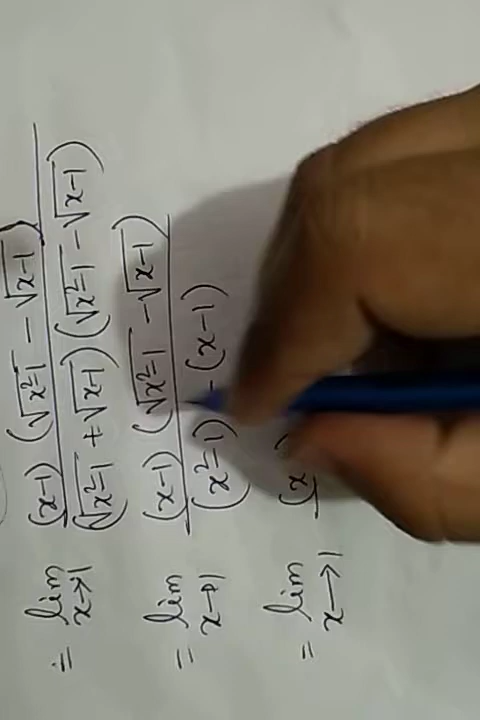 = lim x→1 (x-1) (√x²-1 - √x-1) / (√x²-1 + √x-1) (√x²-1 - √x-1)
= lim x→1 (x-1) (√x²-1 - √x-1) / (x²-1) - (x-1)
= lim x→1 (x